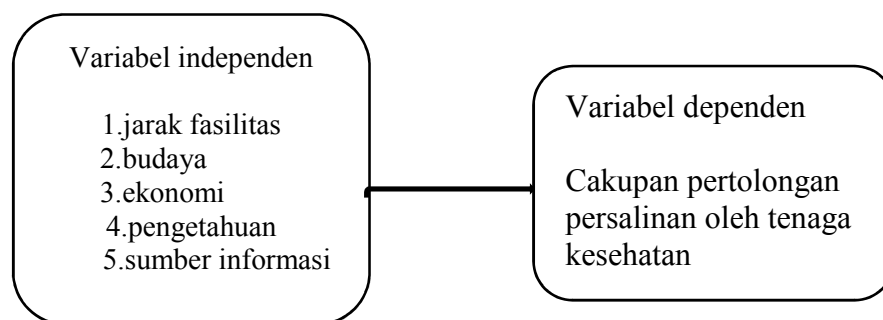 Variabel independen
1.jarak fasilitas
2.budaya
3.ekonomi
4.pengetahuan
5.sumber informasi
Variabel dependen
Cakupan pertolongan
persalinan oleh tenaga
kesehatan